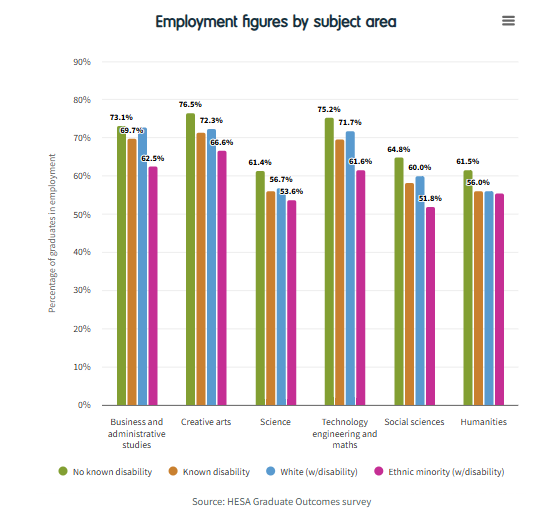 Employment figures by subject area
Percentage of graduates in employment
90%
80%
70%
60%
50%
40%
30%
20%
10%
0%
73.1%
69.7%
62.5%
76.5%
72.3%
66.6%
61.4%
56.7%
53.6%
75.2%
71.7%
61.6%
64.8%
60.0%
51.8%
61.5%
56.0%
Business and
administrative
studies
Creative arts
Science
Technology
engineering and
maths
Social sciences
Humanities
No known disability
Known disability
White (w/disability)
Ethnic minority (w/disability)
Source: HESA Graduate Outcomes survey